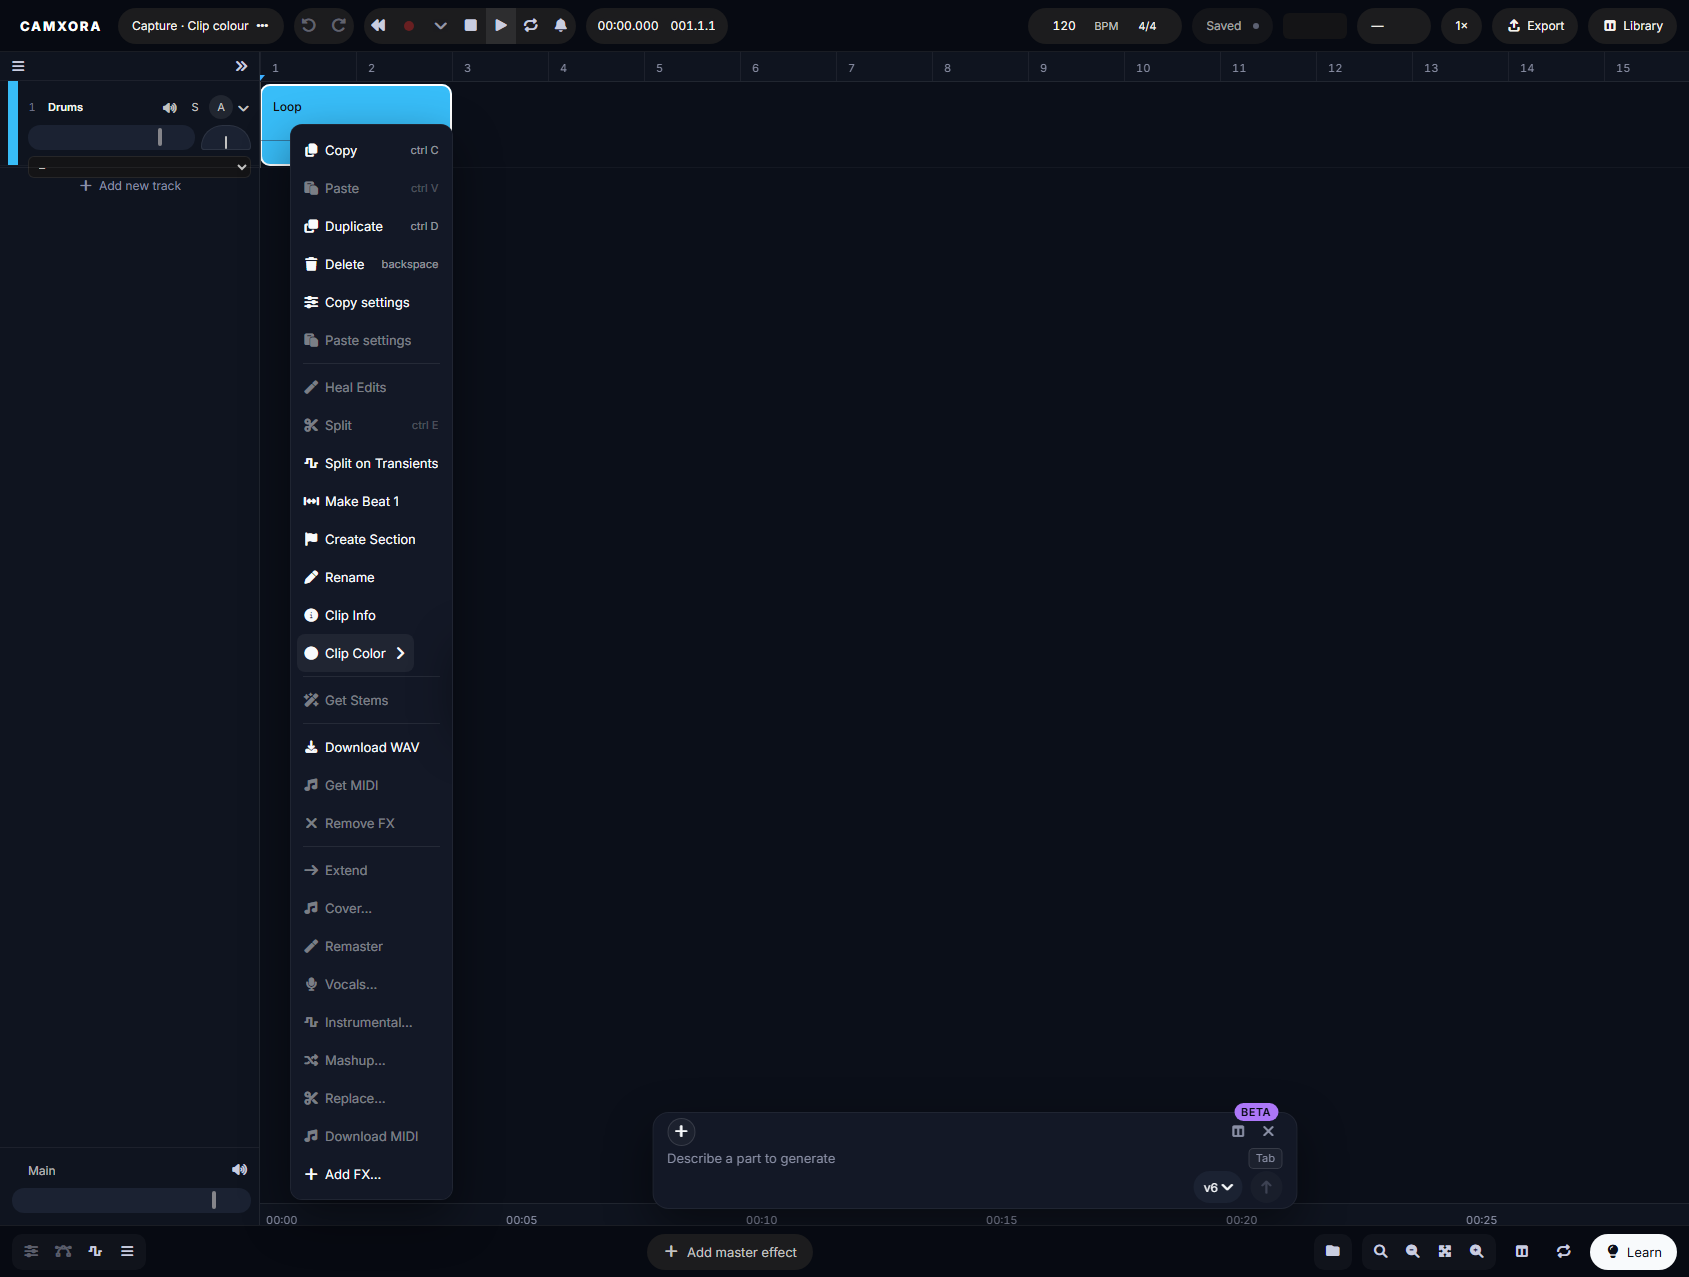 CAMXORA
Capture · Clip colour •••
00:00.000 001.1.1
120 BPM 4/4
Saved
1×
Export
Library
1 2 3 4 5 6 7 8 9 10 11 12 13 14 15
1 Drums S A
–
Add new track
Loop
Copy ctrl C
Paste ctrl V
Duplicate ctrl D
Delete backspace
Copy settings
Paste settings
Heal Edits
Split ctrl E
Split on Transients
Make Beat 1
Create Section
Rename
Clip Info
Clip Color
Get Stems
Download WAV
Get MIDI
Remove FX
Extend
Cover...
Remaster
Vocals...
Instrumental...
Mashup...
Replace...
Download MIDI
Add FX...
BETA
Describe a part to generate
Tab
v6
Main
00:00 00:05 00:10 00:15 00:20 00:25
Add master effect
Learn